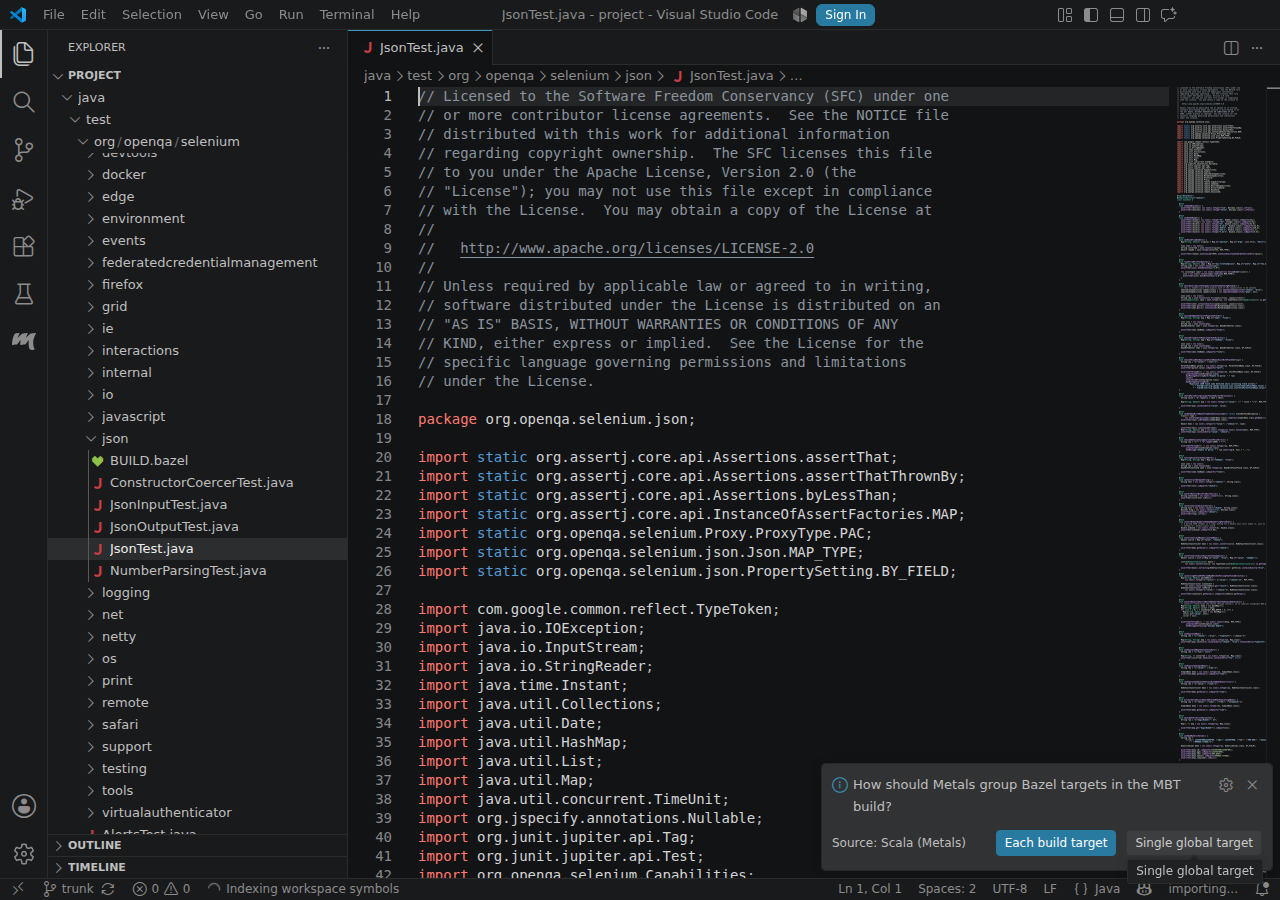 File Edit Selection View Go Run Terminal Help JsonTest.java - project - Visual Studio Code Sign In
EXPLORER
PROJECT
java
test
org/openqa/selenium
devtools
docker
edge
environment
events
federatedcredentialmanagement
firefox
grid
ie
interactions
internal
io
javascript
json
BUILD.bazel
ConstructorCoercerTest.java
JsonInputTest.java
JsonOutputTest.java
JsonTest.java
NumberParsingTest.java
logging
net
netty
os
print
remote
safari
support
testing
tools
virtualauthenticator
AlertsTest.java
OUTLINE
TIMELINE
JsonTest.java
java > test > org > openqa > selenium > json > JsonTest.java > ...
1 // Licensed to the Software Freedom Conservancy (SFC) under one
2 // or more contributor license agreements.  See the NOTICE file
3 // distributed with this work for additional information
4 // regarding copyright ownership.  The SFC licenses this file
5 // to you under the Apache License, Version 2.0 (the
6 // "License"); you may not use this file except in compliance
7 // with the License.  You may obtain a copy of the License at
8 //
9 //   http://www.apache.org/licenses/LICENSE-2.0
10 //
11 // Unless required by applicable law or agreed to in writing,
12 // software distributed under the License is distributed on an
13 // "AS IS" BASIS, WITHOUT WARRANTIES OR CONDITIONS OF ANY
14 // KIND, either express or implied.  See the License for the
15 // specific language governing permissions and limitations
16 // under the License.
17
18 package org.openqa.selenium.json;
19
20 import static org.assertj.core.api.Assertions.assertThat;
21 import static org.assertj.core.api.Assertions.assertThatThrownBy;
22 import static org.assertj.core.api.Assertions.byLessThan;
23 import static org.assertj.core.api.InstanceOfAssertFactories.MAP;
24 import static org.openqa.selenium.Proxy.ProxyType.PAC;
25 import static org.openqa.selenium.json.Json.MAP_TYPE;
26 import static org.openqa.selenium.json.PropertySetting.BY_FIELD;
27
28 import com.google.common.reflect.TypeToken;
29 import java.io.IOException;
30 import java.io.InputStream;
31 import java.io.StringReader;
32 import java.time.Instant;
33 import java.util.Collections;
34 import java.util.Date;
35 import java.util.HashMap;
36 import java.util.List;
37 import java.util.Map;
38 import java.util.concurrent.TimeUnit;
39 import org.jspecify.annotations.Nullable;
40 import org.junit.jupiter.api.Tag;
41 import org.junit.jupiter.api.Test;
42 import org.openqa.selenium.Capabilities;
How should Metals group Bazel targets in the MBT
build?
Source: Scala (Metals) Each build target Single global target
Single global target
trunk 0 0 Indexing workspace symbols Ln 1, Col 1 Spaces: 2 UTF-8 LF { } Java importing...